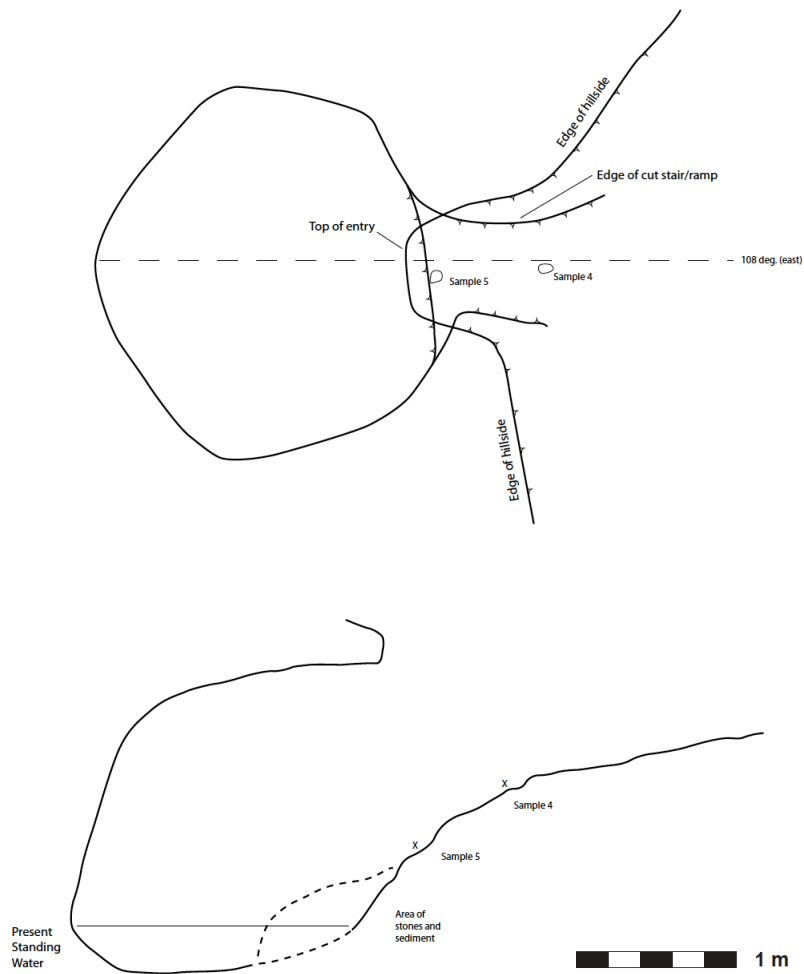 Edge of hillside
Edge of cut stair/ramp
Top of entry
108 deg. (east)
Sample 5
Sample 4
Edge of hillside
X
Sample 4
X
Sample 5
Area of
stones and
sediment
Present
Standing
Water
1 m